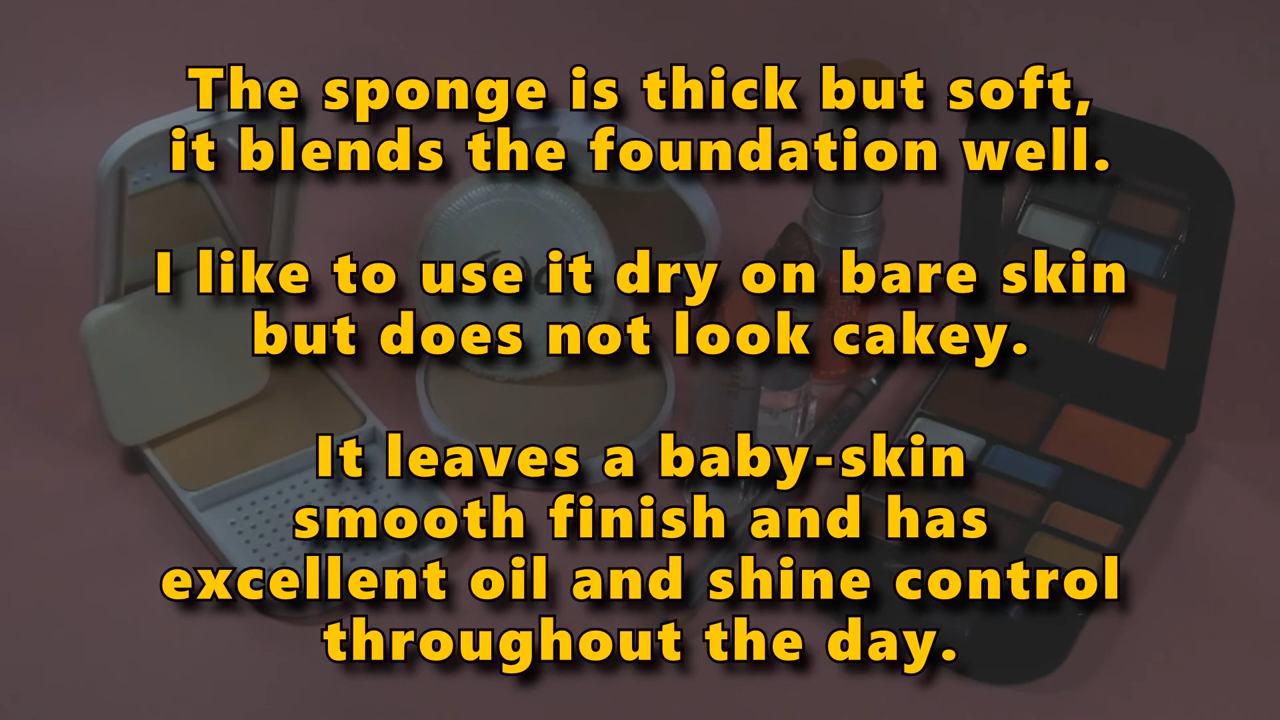 The sponge is thick but soft,
it blends the foundation well.
I like to use it dry on bare skin
but does not look cakey.
It leaves a baby-skin
smooth finish and has
excellent oil and shine control
throughout the day.